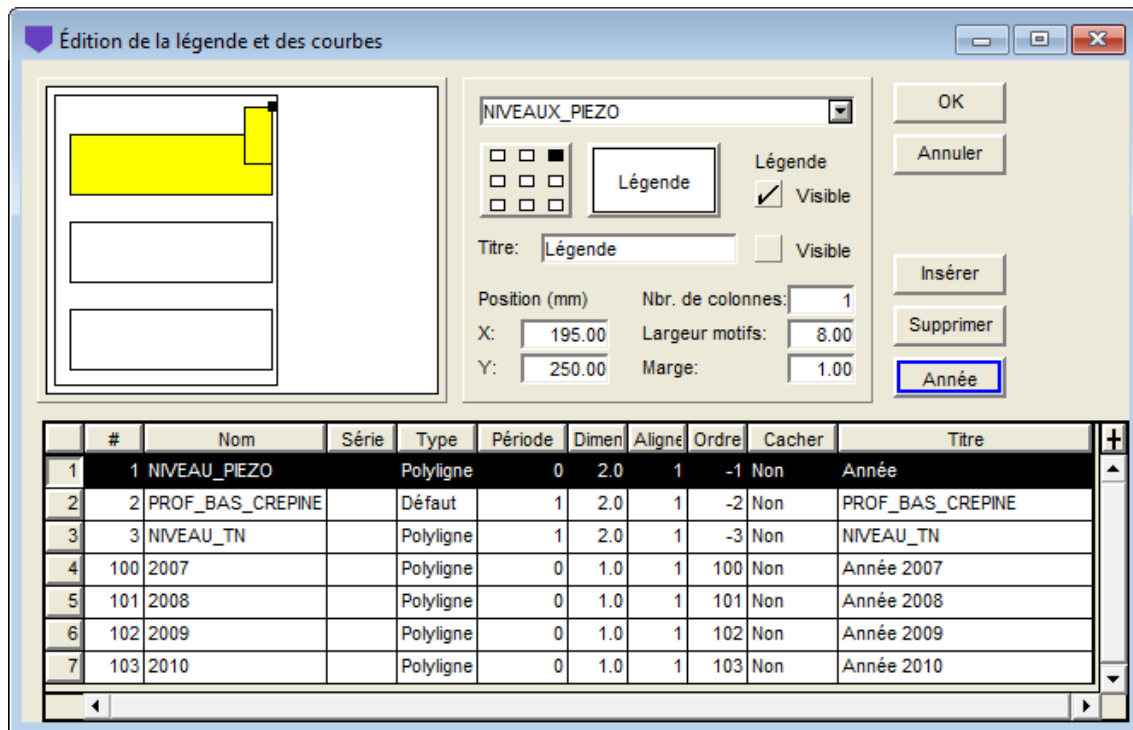 Édition de la légende et des courbes
NIVEAUX_PIEZO
OK
Annuler
Légende
Légende
Visible
Titre: Légende
Visible
Insérer
Position (mm) Nbr. de colonnes: 1
X: 195.00 Largeur motifs: 8.00
Supprimer
Y: 250.00 Marge: 1.00
Année
# Nom Série Type Période Dimen Aligne Ordre Cacher Titre +
1 1 NIVEAU_PIEZO Polyligne 0 2.0 1 -1 Non Année
2 2 PROF_BAS_CREPINE Défaut 1 2.0 1 -2 Non PROF_BAS_CREPINE
3 3 NIVEAU_TN Polyligne 1 2.0 1 -3 Non NIVEAU_TN
4 100 2007 Polyligne 0 1.0 1 100 Non Année 2007
5 101 2008 Polyligne 0 1.0 1 101 Non Année 2008
6 102 2009 Polyligne 0 1.0 1 102 Non Année 2009
7 103 2010 Polyligne 0 1.0 1 103 Non Année 2010